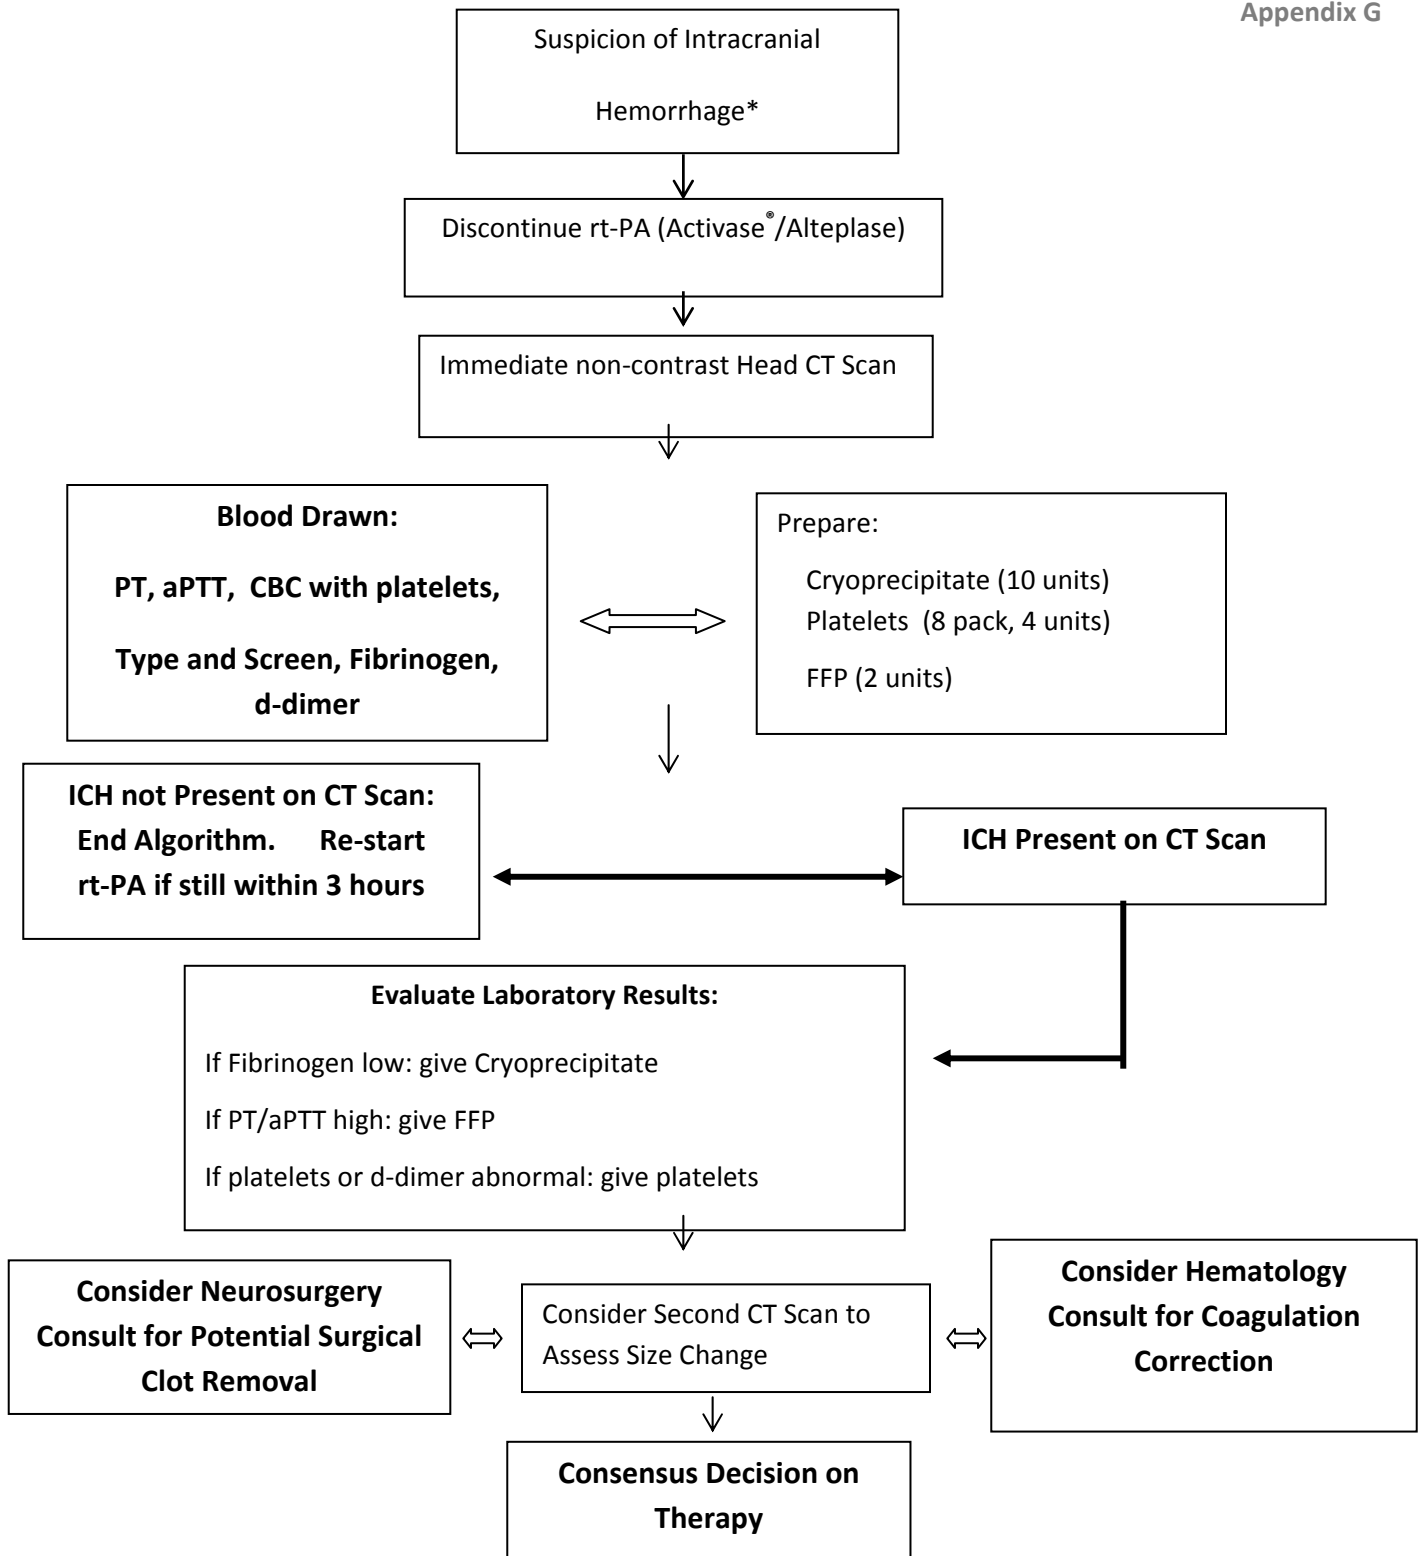 Appendix G
Suspicion of Intracranial
Hemorrhage*
Discontinue rt-PA (Activase®/Alteplase)
Immediate non-contrast Head CT Scan
Blood Drawn:
PT, aPTT, CBC with platelets,
Type and Screen, Fibrinogen,
d-dimer
Prepare:
Cryoprecipitate (10 units)
Platelets (8 pack, 4 units)
FFP (2 units)
ICH not Present on CT Scan:
End Algorithm. Re-start
rt-PA if still within 3 hours
ICH Present on CT Scan
Evaluate Laboratory Results:
If Fibrinogen low: give Cryoprecipitate
If PT/aPTT high: give FFP
If platelets or d-dimer abnormal: give platelets
Consider Neurosurgery
Consult for Potential Surgical
Clot Removal
Consider Second CT Scan to
Assess Size Change
Consider Hematology
Consult for Coagulation
Correction
Consensus Decision on
Therapy